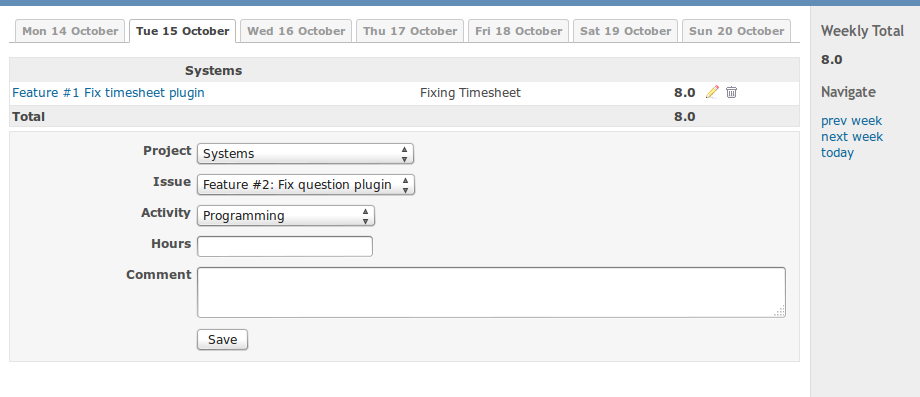 Mon 14 October Tue 15 October Wed 16 October Thu 17 October Fri 18 October Sat 19 October Sun 20 October
Systems
Feature #1 Fix timesheet plugin Fixing Timesheet 8.0
Total 8.0
Project Systems
Issue Feature #2: Fix question plugin
Activity Programming
Hours
Comment
Save
Weekly Total
8.0
Navigate
prev week
next week
today